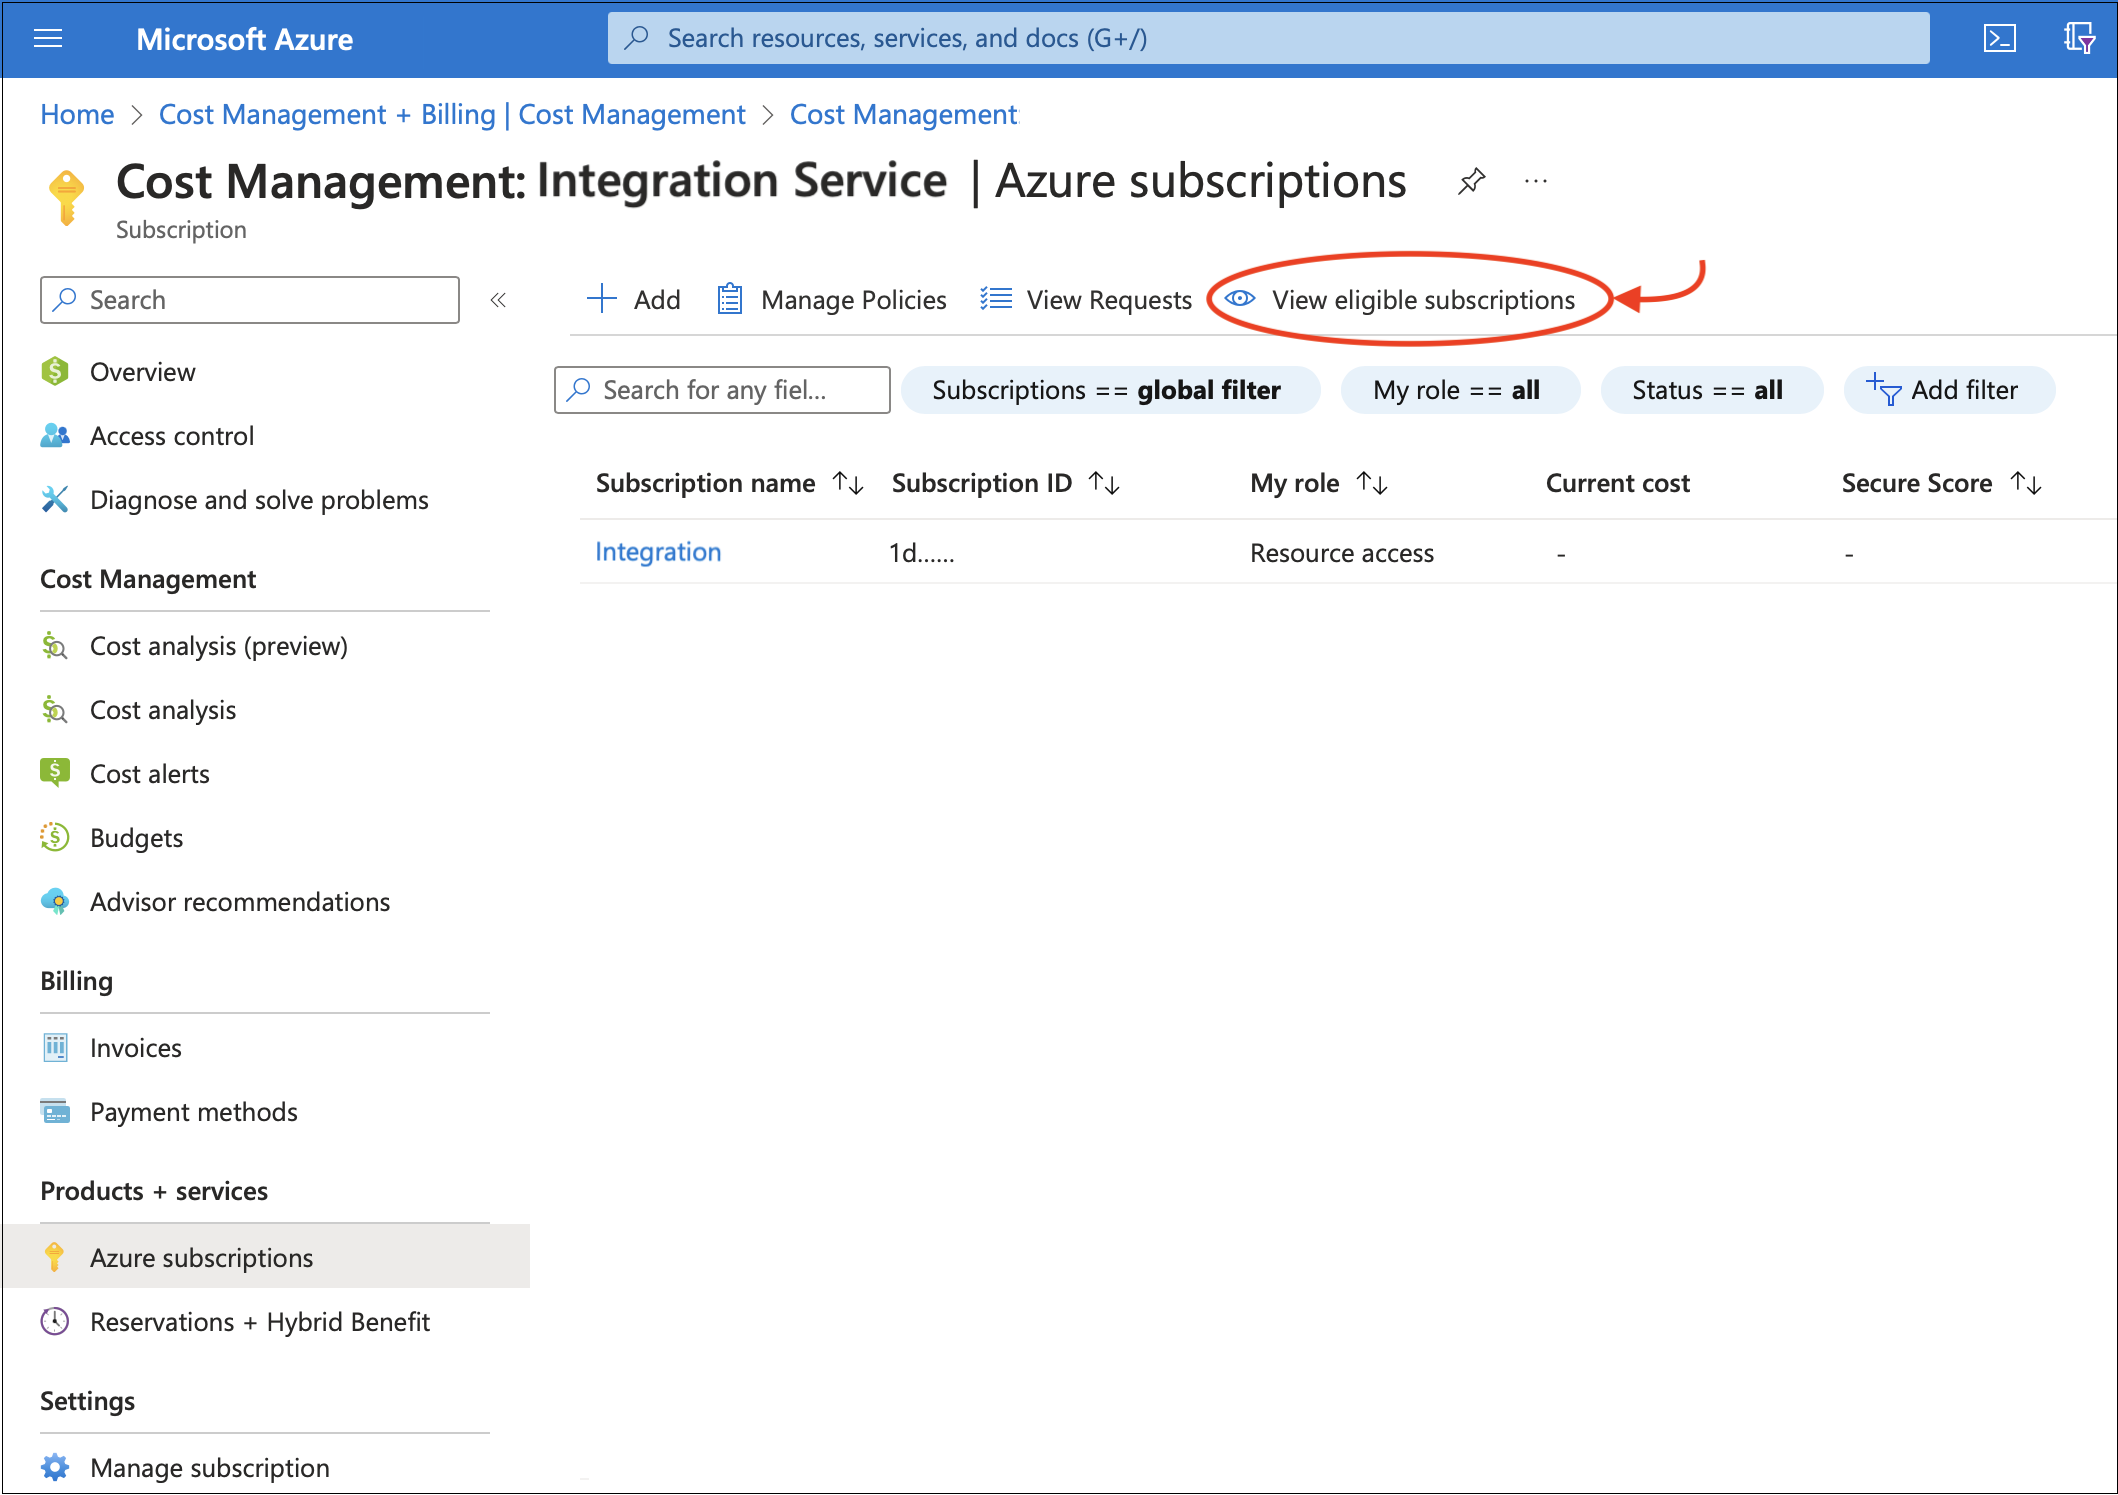 Microsoft Azure
Search resources, services, and docs (G+/)
Home > Cost Management + Billing | Cost Management > Cost Management
Cost Management: Integration Service | Azure subscriptions ...
Subscription
Search «
Add Manage Policies View Requests View eligible subscriptions
Search for any fiel... Subscriptions == global filter My role == all Status == all Add filter
Subscription name ↑↓ Subscription ID ↑↓ My role ↑↓ Current cost Secure Score ↑↓
Integration 1d...... Resource access - -
Overview
Access control
Diagnose and solve problems
Cost Management
Cost analysis (preview)
Cost analysis
Cost alerts
Budgets
Advisor recommendations
Billing
Invoices
Payment methods
Products + services
Azure subscriptions
Reservations + Hybrid Benefit
Settings
Manage subscription